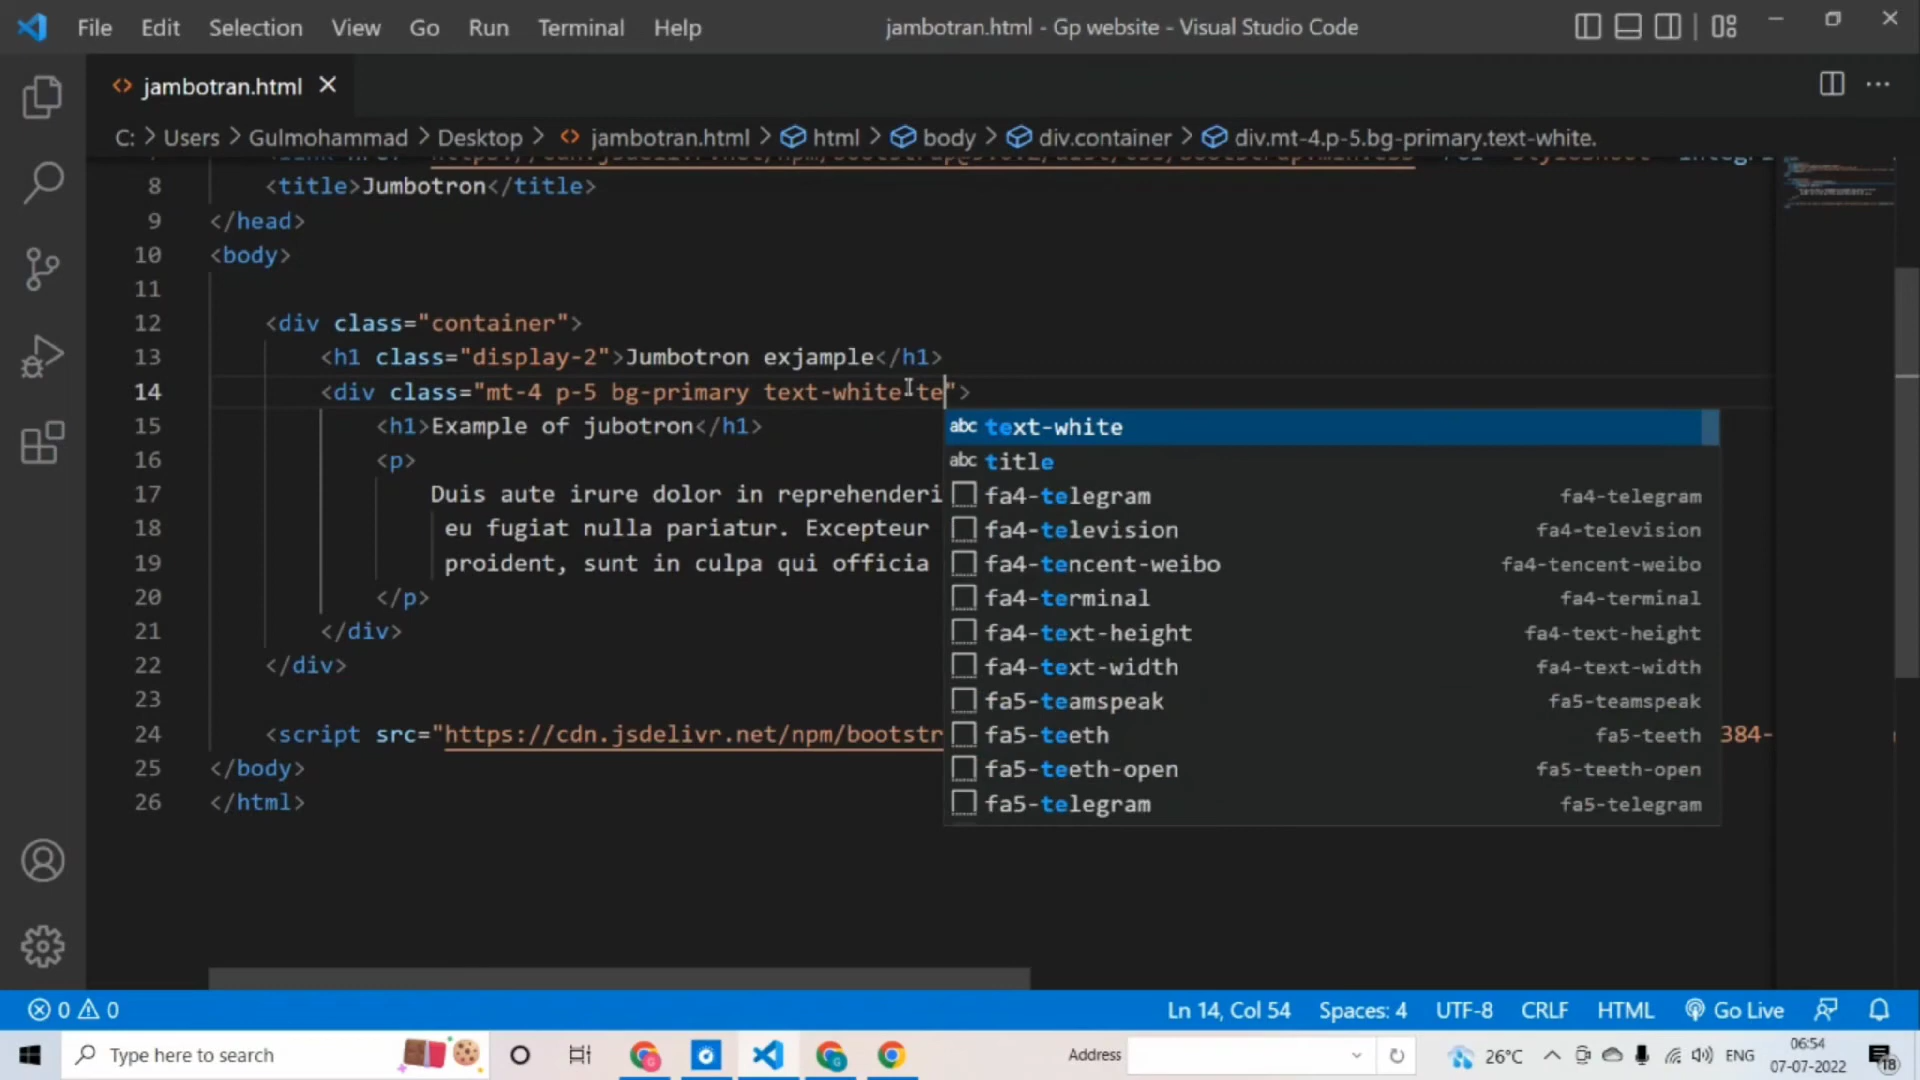 File Edit Selection View Go Run Terminal Help jambotran.html - Gp website - Visual Studio Code
jambotran.html
C: > Users > Gulmohammad > Desktop > jambotran.html > html > body > div.container > div.mt-4.p-5.bg-primary.text-white.
8 <title>Jumbotron</title>
9 </head>
10 <body>
11
12 <div class="container">
13 <h1 class="display-2">Jumbotron exjample</h1>
14 <div class="mt-4 p-5 bg-primary text-white te">
15 <h1>Example of jubotron</h1>
16 <p>
17 Duis aute irure dolor in reprehenderi
18 eu fugiat nulla pariatur. Excepteur
19 proident, sunt in culpa qui officia
20 </p>
21 </div>
22 </div>
23
24 <script src="https://cdn.jsdelivr.net/npm/bootstr 384-
25 </body>
26 </html>
abc text-white
abc title
fa4-telegram fa4-telegram
fa4-television fa4-television
fa4-tencent-weibo fa4-tencent-weibo
fa4-terminal fa4-terminal
fa4-text-height fa4-text-height
fa4-text-width fa4-text-width
fa5-teamspeak fa5-teamspeak
fa5-teeth fa5-teeth
fa5-teeth-open fa5-teeth-open
fa5-telegram fa5-telegram
0 0 Ln 14, Col 54 Spaces: 4 UTF-8 CRLF HTML Go Live
Type here to search Address 26°C ENG 06:54
07-07-2022 18